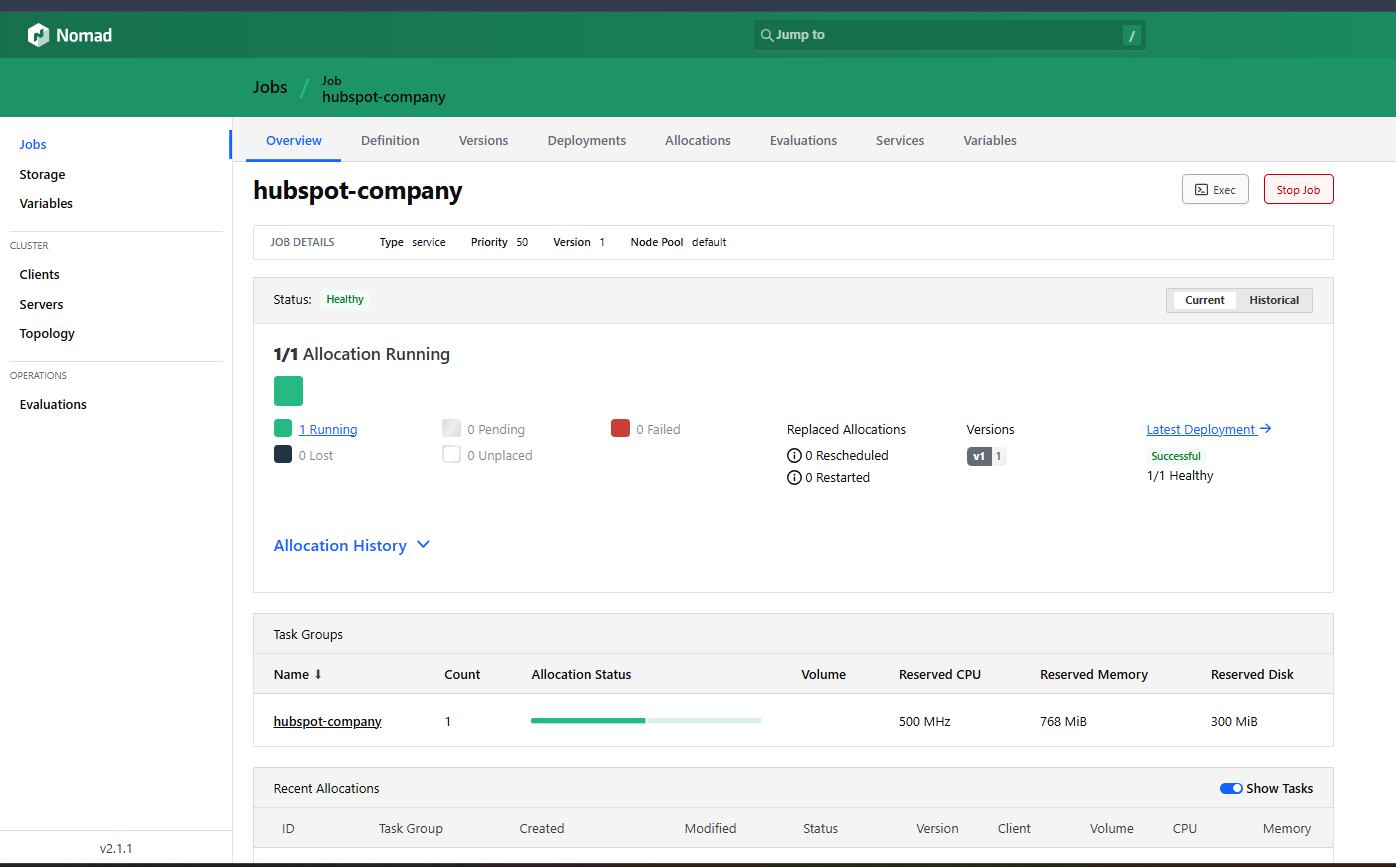 Nomad
Jump to /
Jobs / Job
hubspot-company
Jobs
Storage
Variables
CLUSTER
Clients
Servers
Topology
OPERATIONS
Evaluations
v2.1.1
Overview Definition Versions Deployments Allocations Evaluations Services Variables
hubspot-company
Exec Stop Job
JOB DETAILS Type service Priority 50 Version 1 Node Pool default
Status: Healthy Current Historical
1/1 Allocation Running
1 Running 0 Pending 0 Failed
0 Lost 0 Unplaced
Replaced Allocations
0 Rescheduled
0 Restarted
Versions
v1 1
Latest Deployment
Successful
1/1 Healthy
Allocation History
Task Groups
Name Count Allocation Status Volume Reserved CPU Reserved Memory Reserved Disk
hubspot-company 1 500 MHz 768 MiB 300 MiB
Recent Allocations Show Tasks
ID Task Group Created Modified Status Version Client Volume CPU Memory